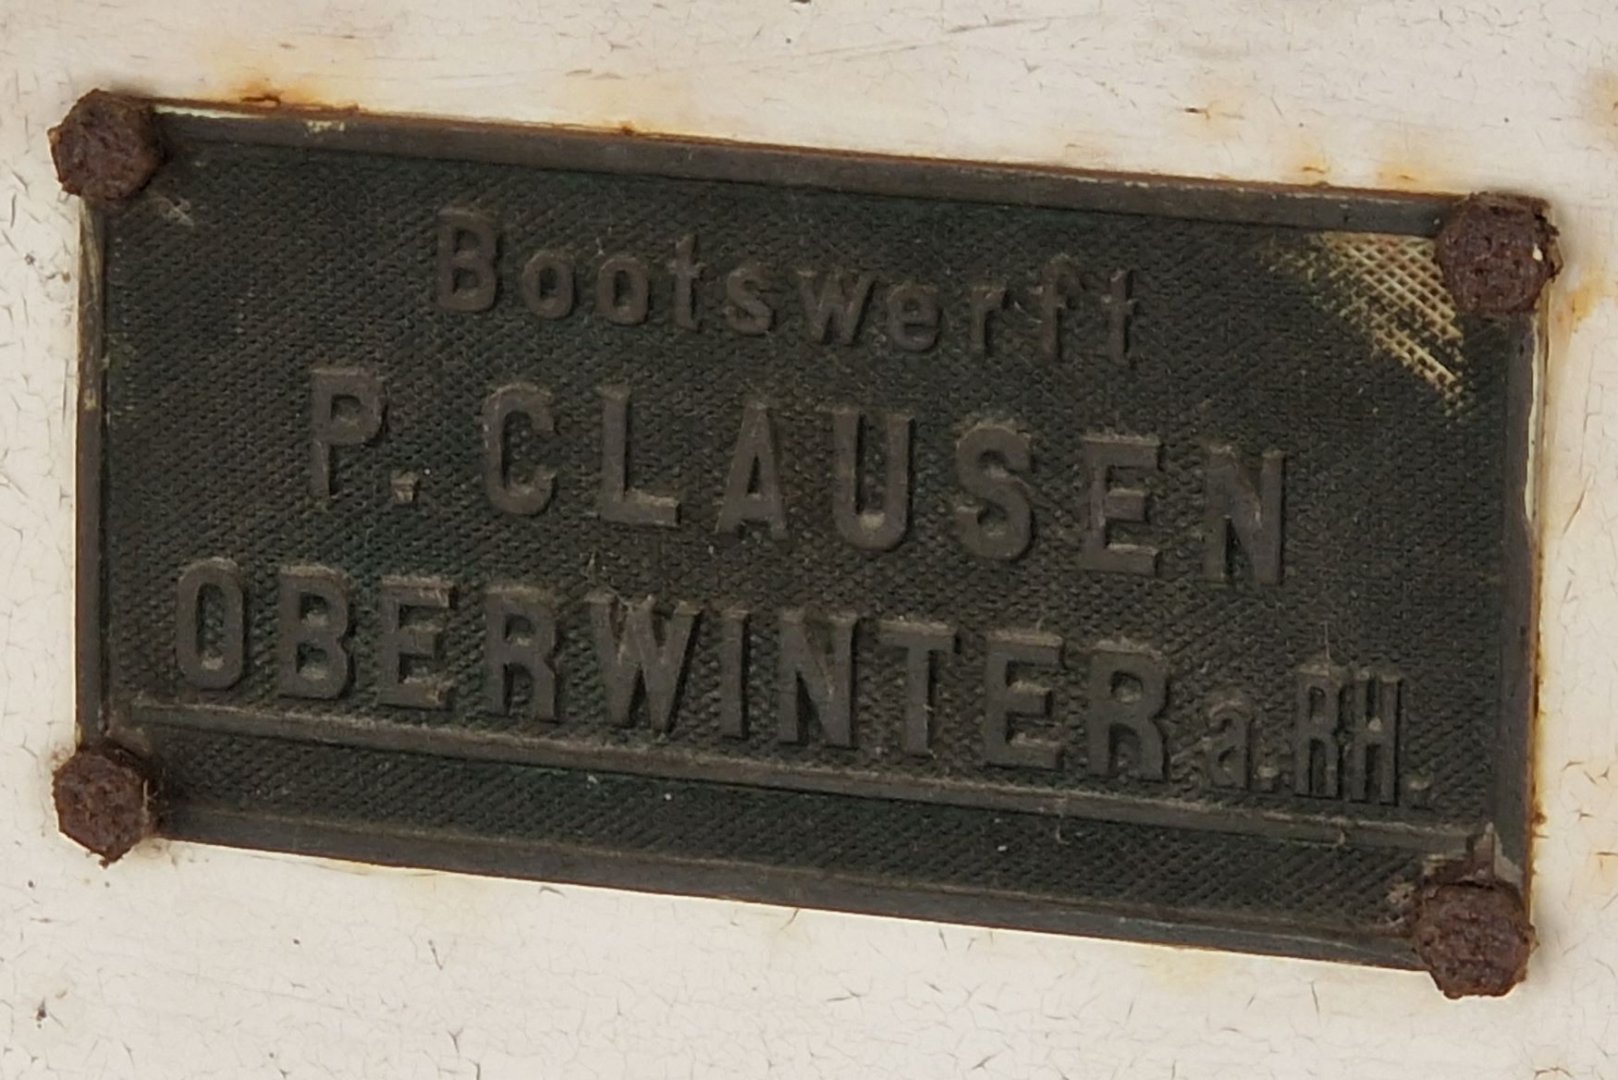 Bootswerft
P. CLAUSEN
OBERWINTER a. RH.